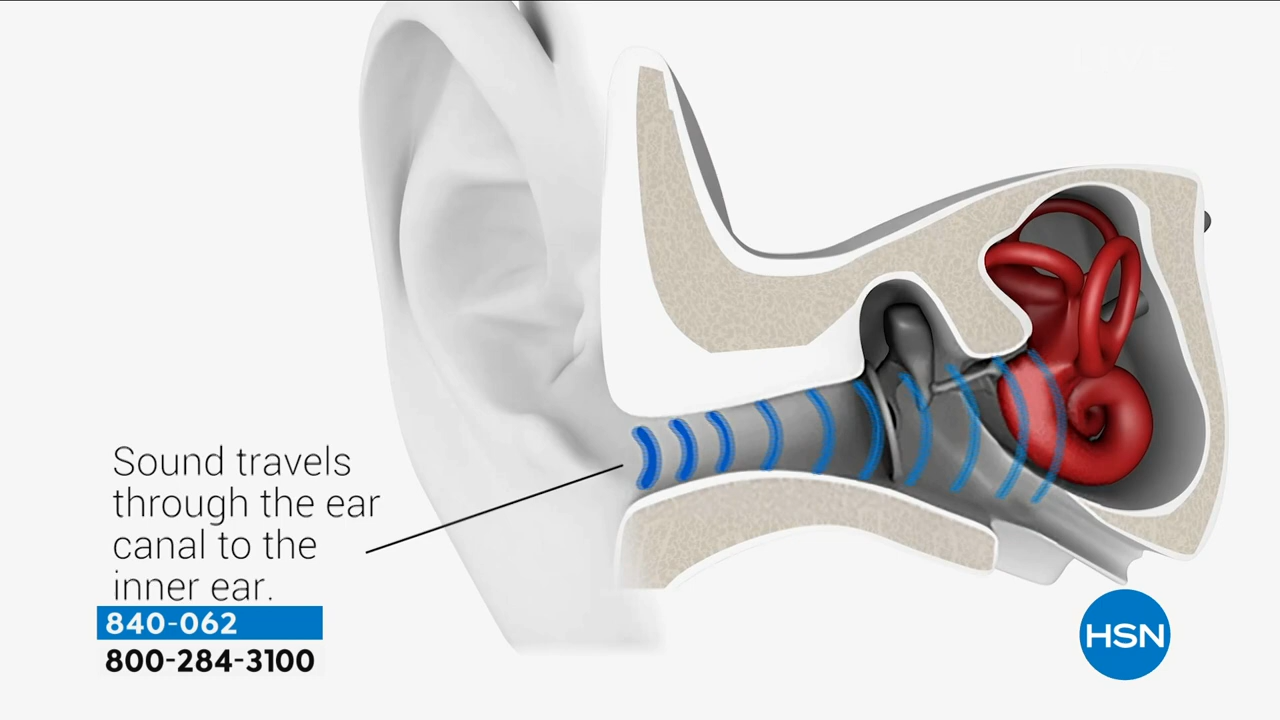 Sound travels
through the ear
canal to the
inner ear.
840-062
800-284-3100
HSN